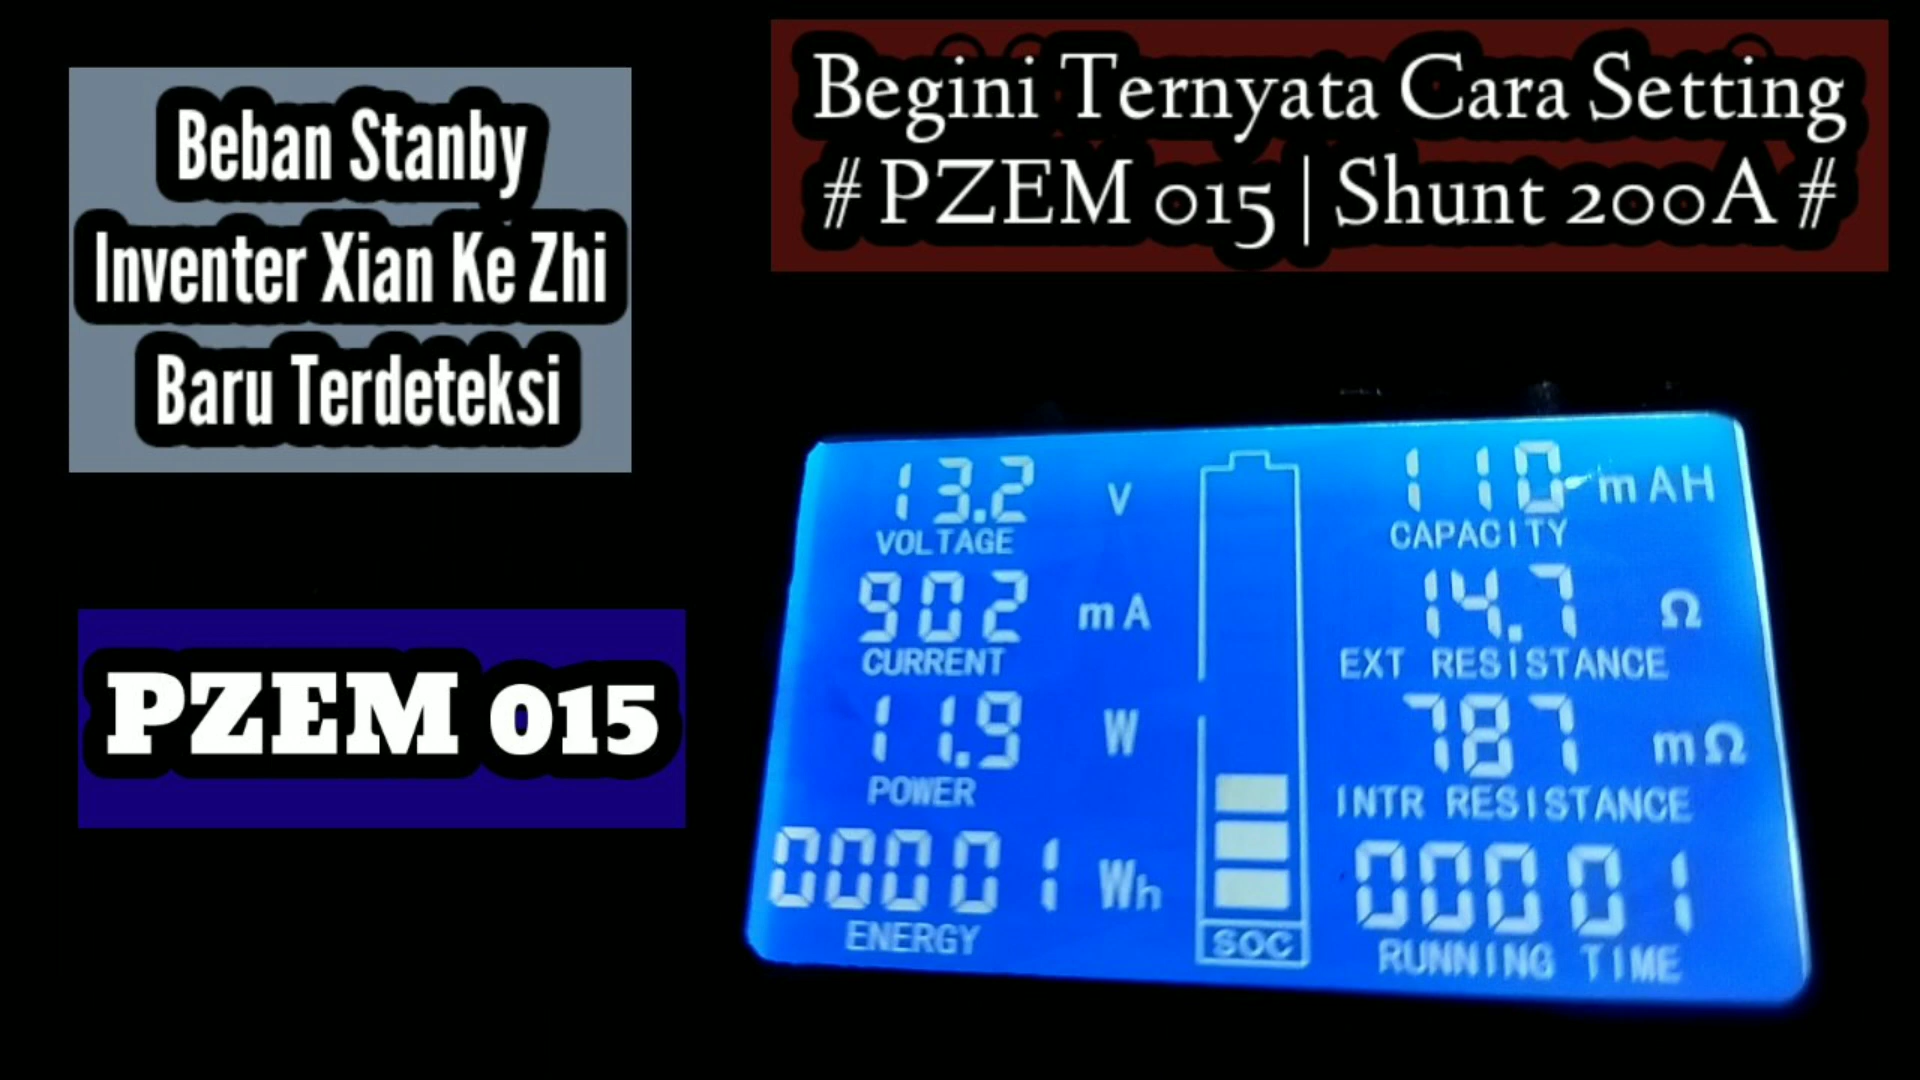 Beban Stanby
Inventer Xian Ke Zhi
Baru Terdeteksi
Begini Ternyata Cara Setting
# PZEM 015 | Shunt 200A #
PZEM 015
13.2 V
VOLTAGE
902 mA
CURRENT
11.9 W
POWER
00001 Wh
ENERGY
SOC
110 mAH
CAPACITY
14.7 Ω
EXT RESISTANCE
787 mΩ
INTR RESISTANCE
00001
RUNNING TIME